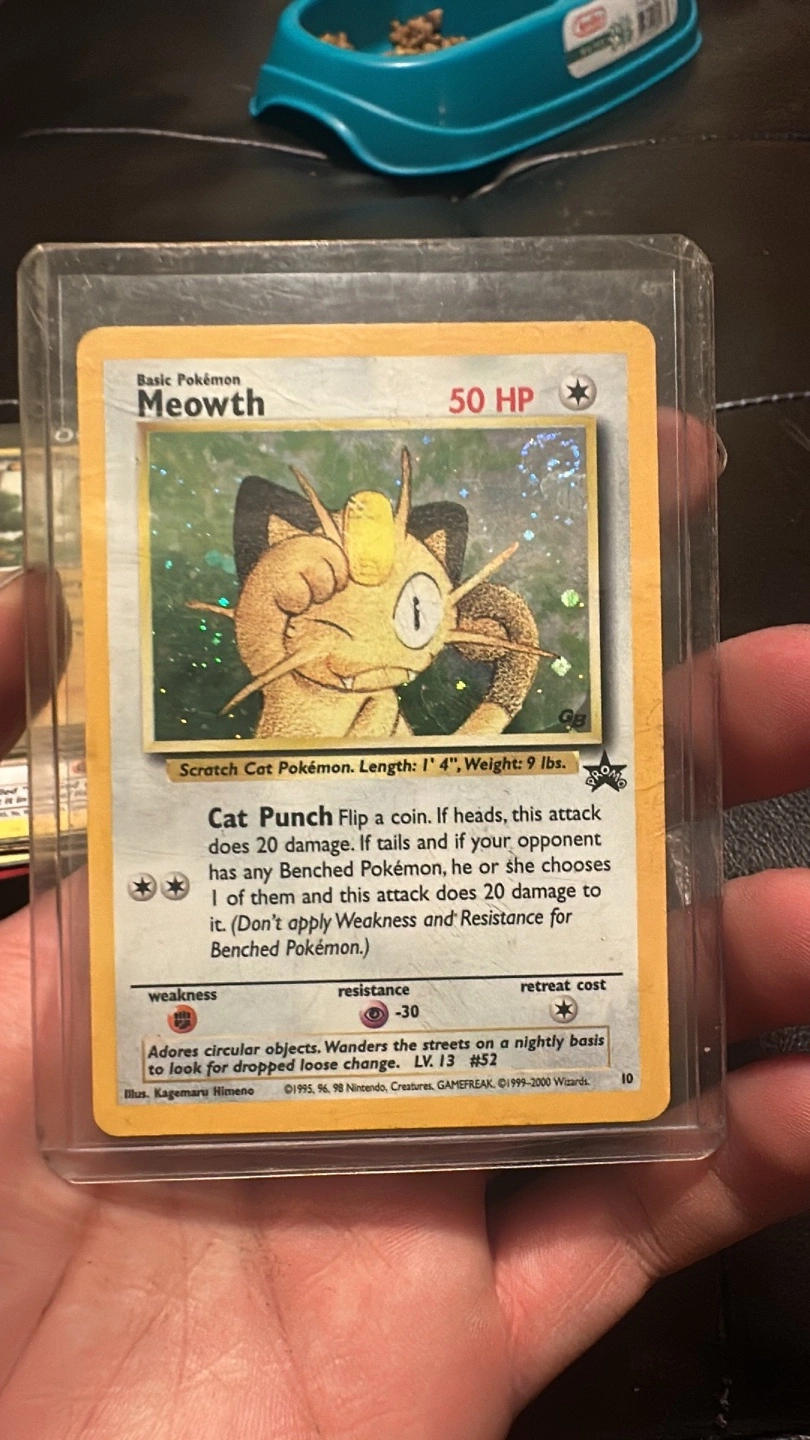 Basic Pokémon
Meowth
50 HP
GB
Scratch Cat Pokémon. Length: 1' 4", Weight: 9 lbs.
PROMO
Cat Punch Flip a coin. If heads, this attack
does 20 damage. If tails and if your opponent
has any Benched Pokémon, he or she chooses
1 of them and this attack does 20 damage to
it. (Don't apply Weakness and Resistance for
Benched Pokémon.)
weakness
resistance
retreat cost
-30
Adores circular objects. Wanders the streets on a nightly basis
to look for dropped loose change. LV. 13 #52
Illus. Kagemaru Himeno
©1995, 96, 98 Nintendo, Creatures, GAMEFREAK. ©1999-2000 Wizards.
10